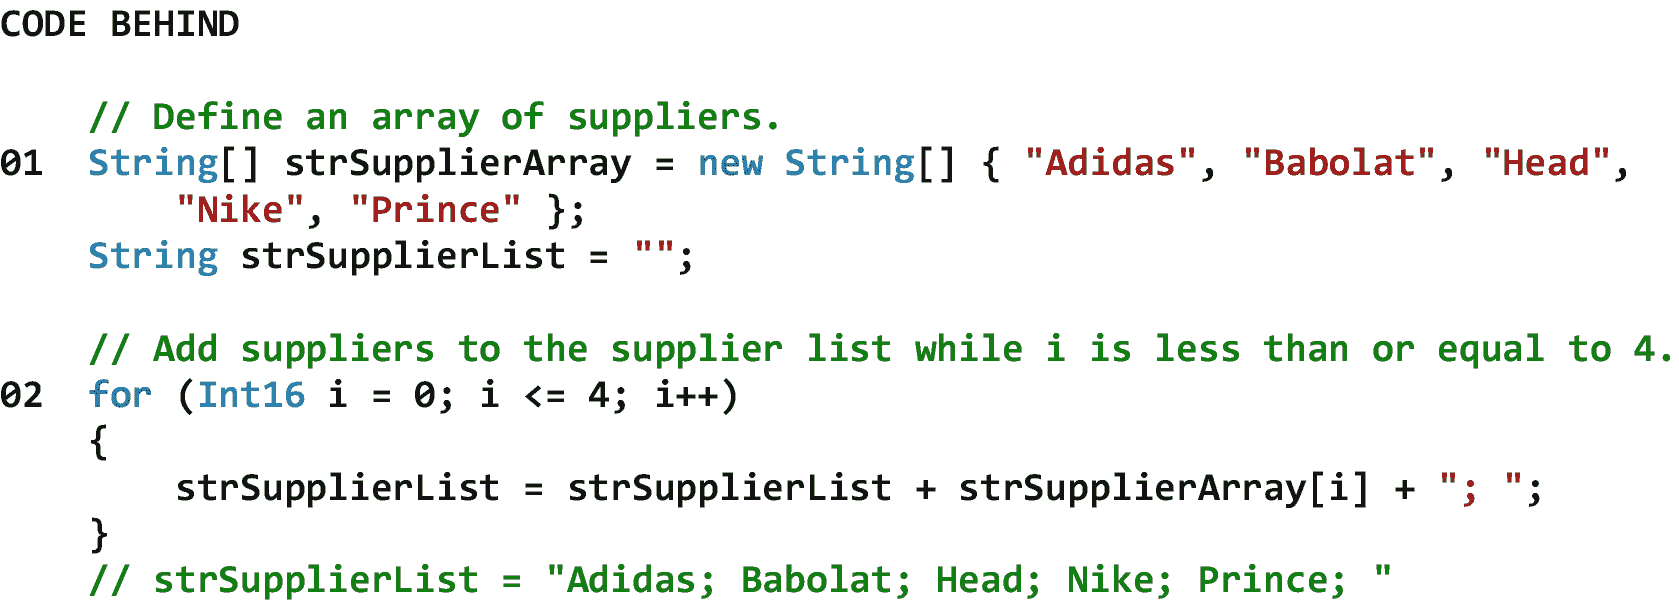 CODE BEHIND
// Define an array of suppliers.
01 String[] strSupplierArray = new String[] { "Adidas", "Babolat", "Head",
"Nike", "Prince" };
String strSupplierList = "";
// Add suppliers to the supplier list while i is less than or equal to 4.
02 for (Int16 i = 0; i <= 4; i++)
{
strSupplierList = strSupplierList + strSupplierArray[i] + "; ";
}
// strSupplierList = "Adidas; Babolat; Head; Nike; Prince; "